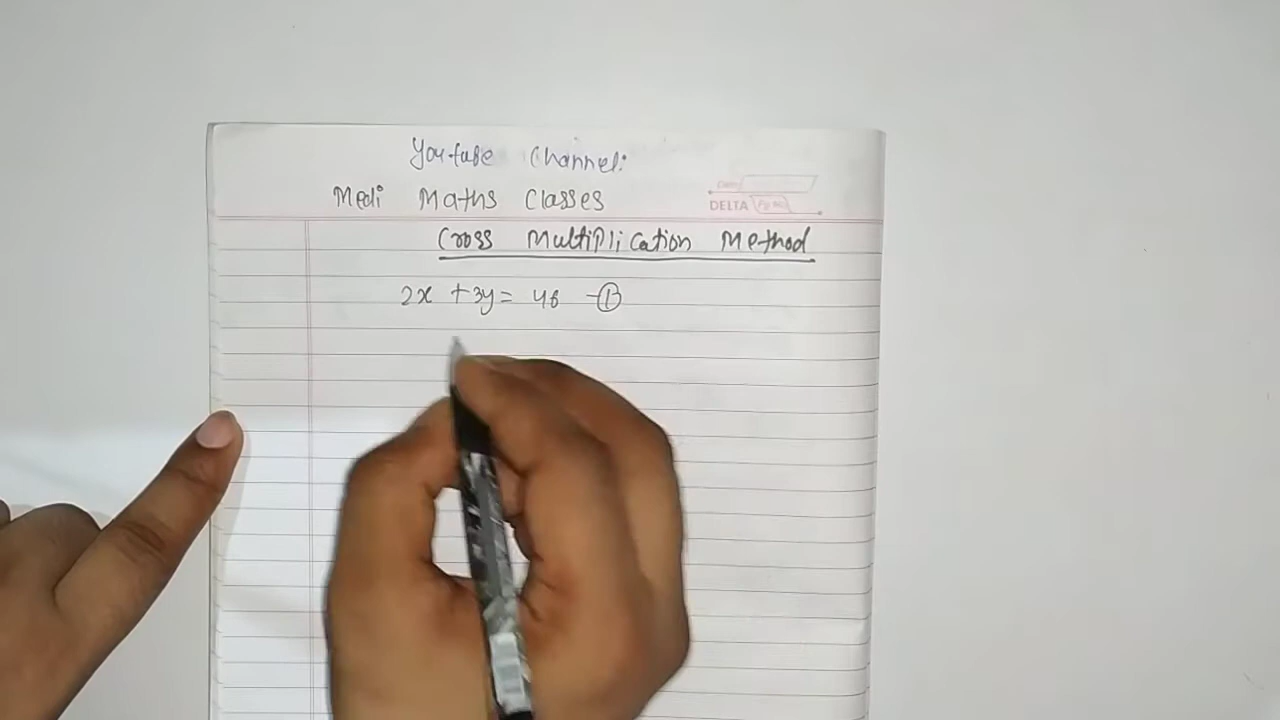 Youtube Channel:
Medi Maths Classes
DELTA
Cross Multiplication Method
2x + 3y = 46 - ①